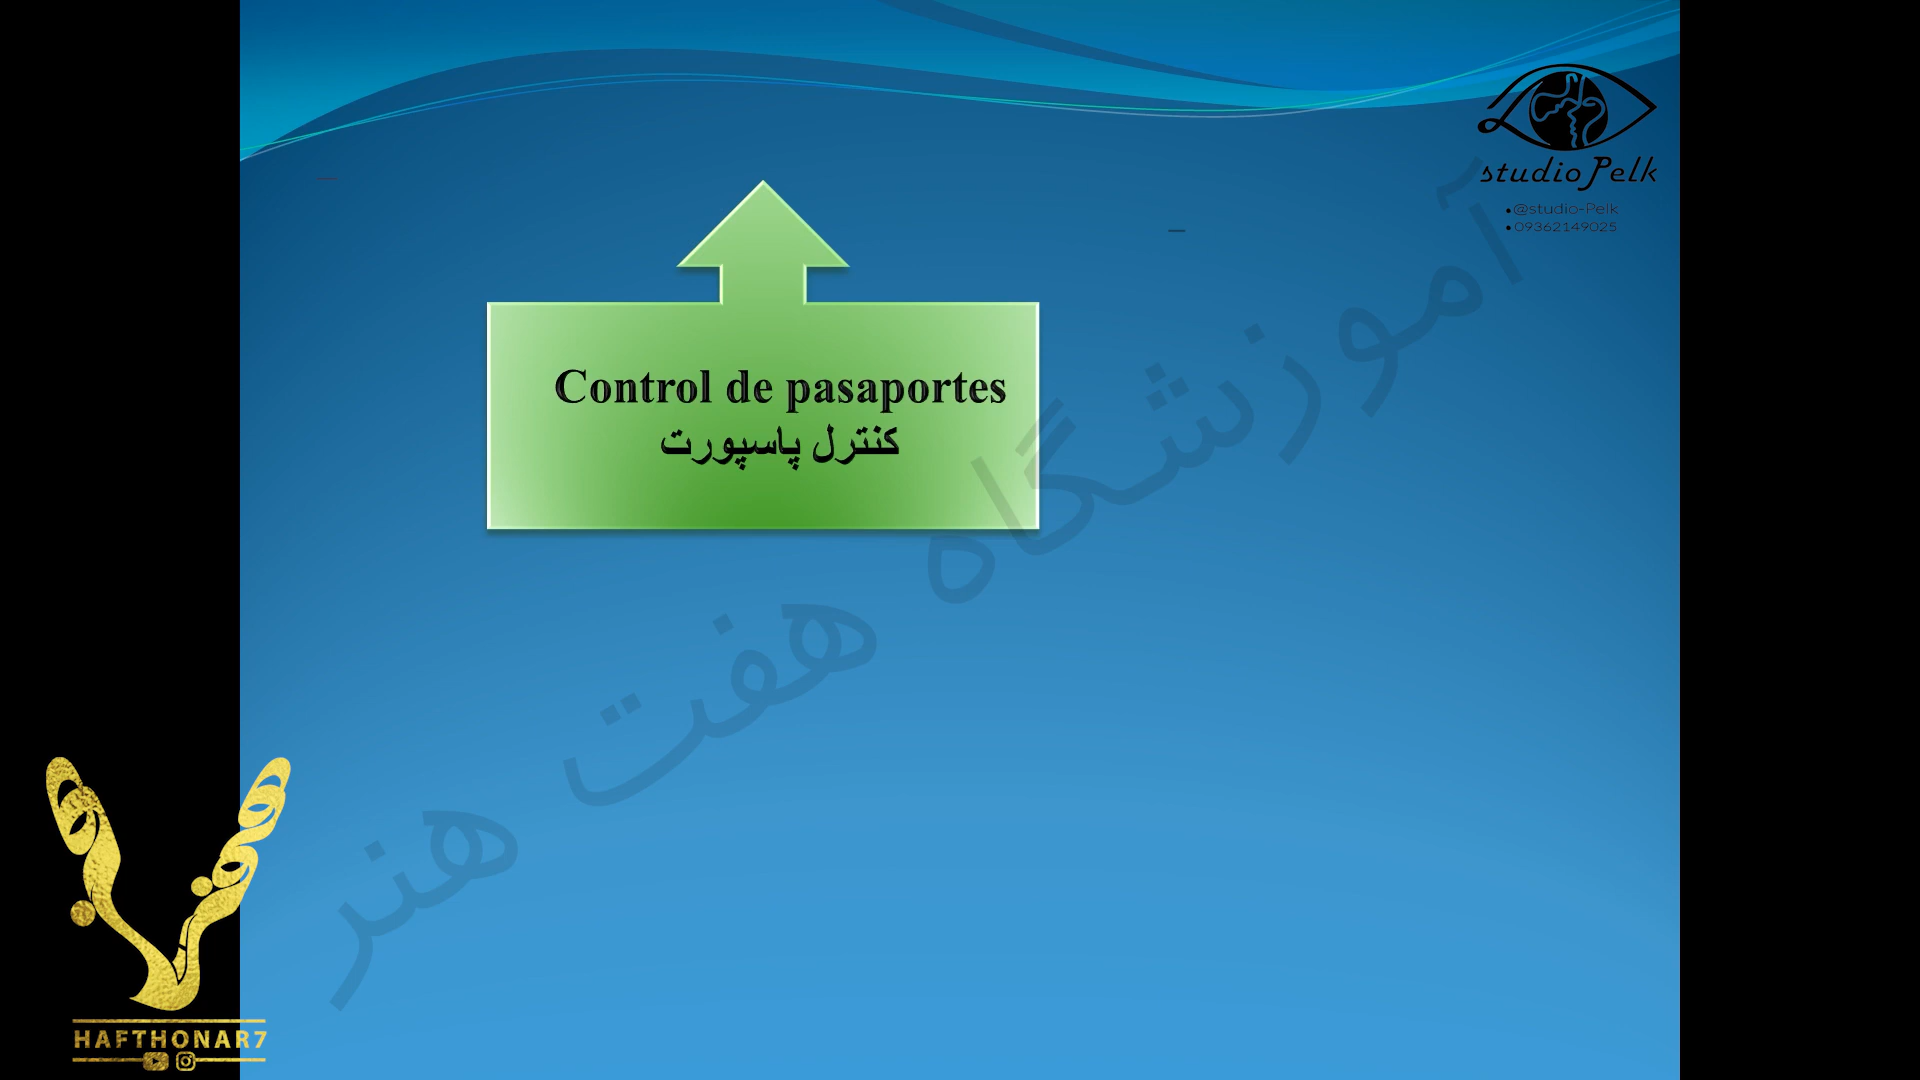 studio Pelk
@studio-Pelk
09362149025
Control de pasaportes
کنترل پاسپورت
آموزشگاه هفت هنر
HAFTHONAR7